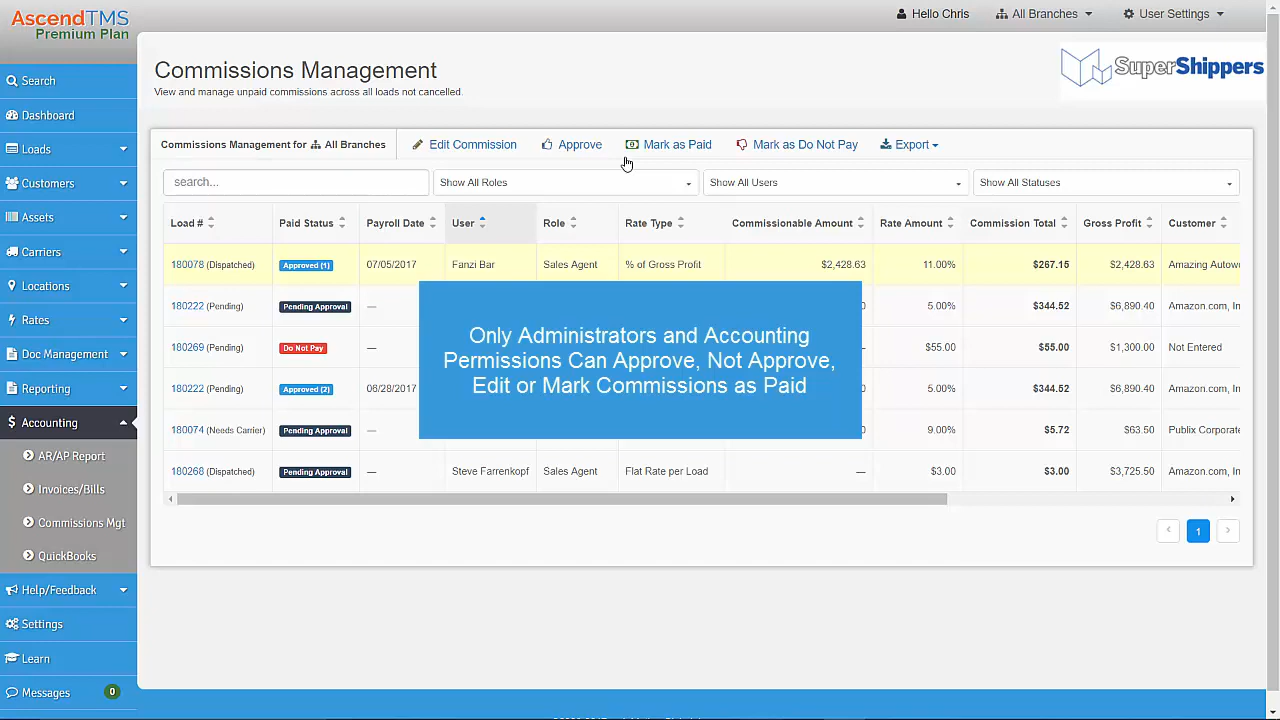 AscendTMS
Premium Plan
Hello Chris
All Branches
User Settings
SuperShippers
Search
Dashboard
Loads
Customers
Assets
Carriers
Locations
Rates
Doc Management
Reporting
$ Accounting
AR/AP Report
Invoices/Bills
Commissions Mgt
QuickBooks
Help/Feedback
Settings
Learn
Messages 0
Commissions Management
View and manage unpaid commissions across all loads not cancelled.
Commissions Management for All Branches
Edit Commission
Approve
Mark as Paid
Mark as Do Not Pay
Export
search...
Show All Roles
Show All Users
Show All Statuses
Load # Paid Status Payroll Date User Role Rate Type Commissionable Amount Rate Amount Commission Total Gross Profit Customer
180078 (Dispatched) Approved (1) 07/05/2017 Fanzi Bar Sales Agent % of Gross Profit $2,428.63 11.00% $267.15 $2,428.63 Amazing Autow
180222 (Pending) Pending Approval — 5.00% $344.52 $6,890.40 Amazon.com, In
180269 (Pending) Do Not Pay — $55.00 $55.00 $1,300.00 Not Entered
180222 (Pending) Approved (2) 06/28/2017 5.00% $344.52 $6,890.40 Amazon.com, In
180074 (Needs Carrier) Pending Approval — 9.00% $5.72 $63.50 Publix Corporate
180268 (Dispatched) Pending Approval — Steve Farrenkopf Sales Agent Flat Rate per Load — $3.00 $3.00 $3,725.50 Amazon.com, In
Only Administrators and Accounting
Permissions Can Approve, Not Approve,
Edit or Mark Commissions as Paid
1